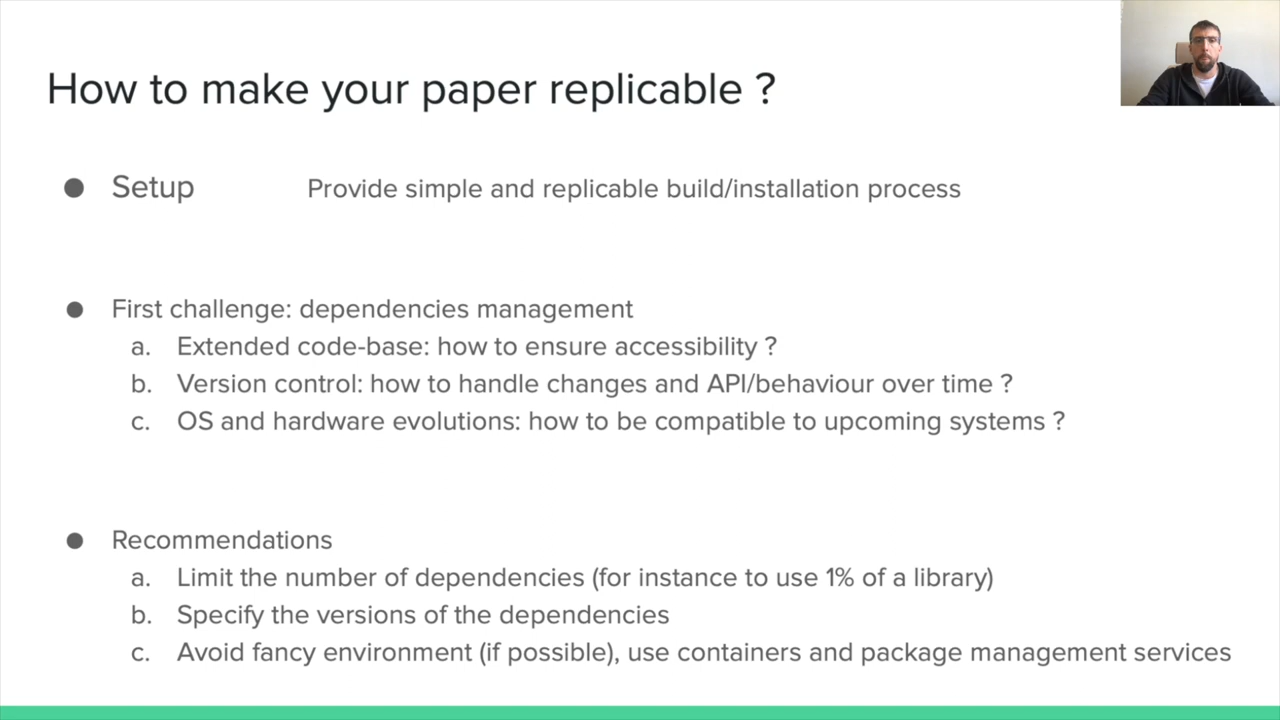 How to make your paper replicable ?
● Setup Provide simple and replicable build/installation process
● First challenge: dependencies management
a. Extended code-base: how to ensure accessibility ?
b. Version control: how to handle changes and API/behaviour over time ?
c. OS and hardware evolutions: how to be compatible to upcoming systems ?
● Recommendations
a. Limit the number of dependencies (for instance to use 1% of a library)
b. Specify the versions of the dependencies
c. Avoid fancy environment (if possible), use containers and package management services